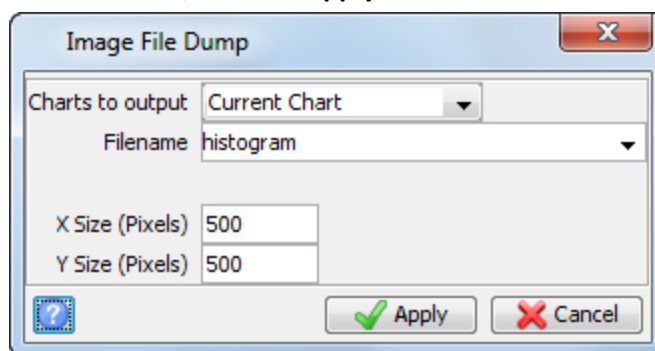 Image File Dump
Charts to output Current Chart
Filename histogram
X Size (Pixels) 500
Y Size (Pixels) 500
? Apply Cancel